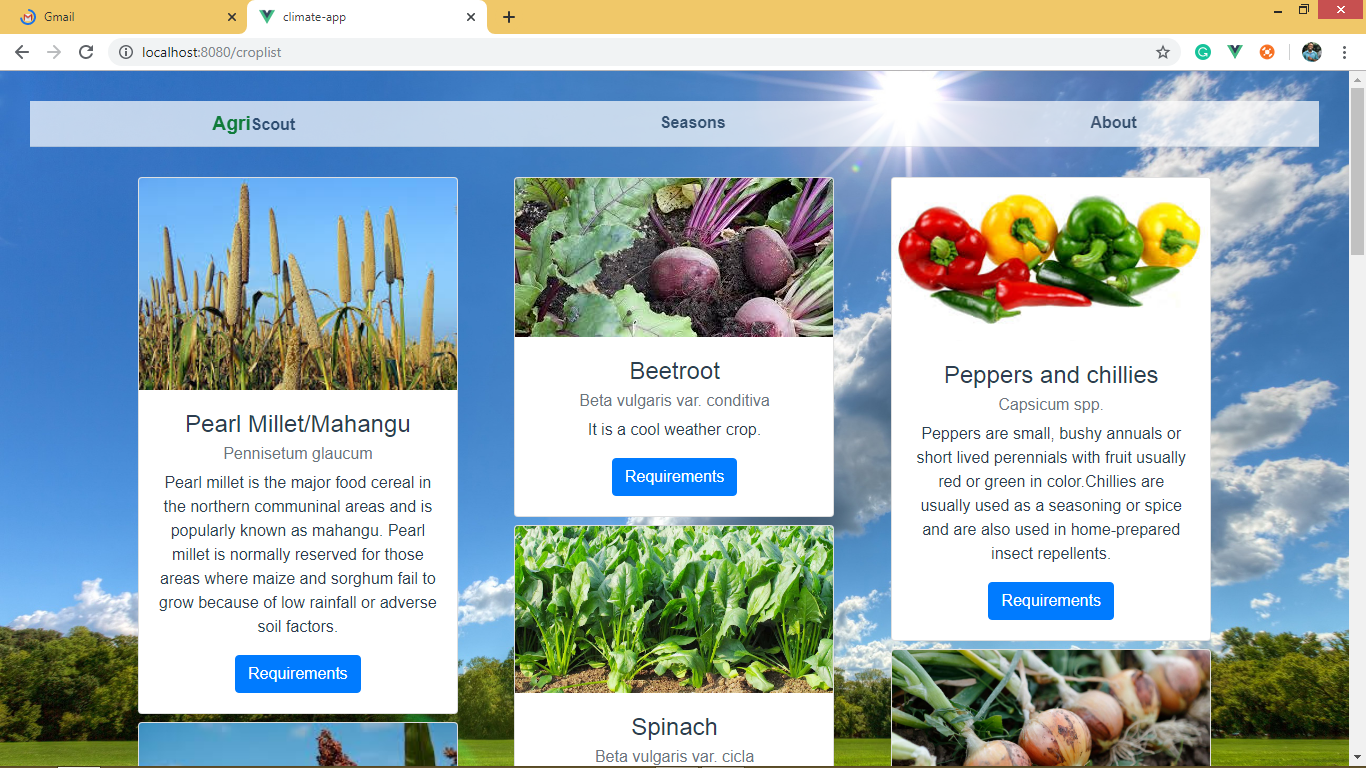 Gmail
climate-app
localhost:8080/croplist
AgriScout
Seasons
About
Pearl Millet/Mahangu
Pennisetum glaucum
Pearl millet is the major food cereal in
the northern communinal areas and is
popularly known as mahangu. Pearl
millet is normally reserved for those
areas where maize and sorghum fail to
grow because of low rainfall or adverse
soil factors.
Requirements
Beetroot
Beta vulgaris var. conditiva
It is a cool weather crop.
Requirements
Spinach
Beta vulgaris var. cicla
Peppers and chillies
Capsicum spp.
Peppers are small, bushy annuals or
short lived perennials with fruit usually
red or green in color.Chillies are
usually used as a seasoning or spice
and are also used in home-prepared
insect repellents.
Requirements